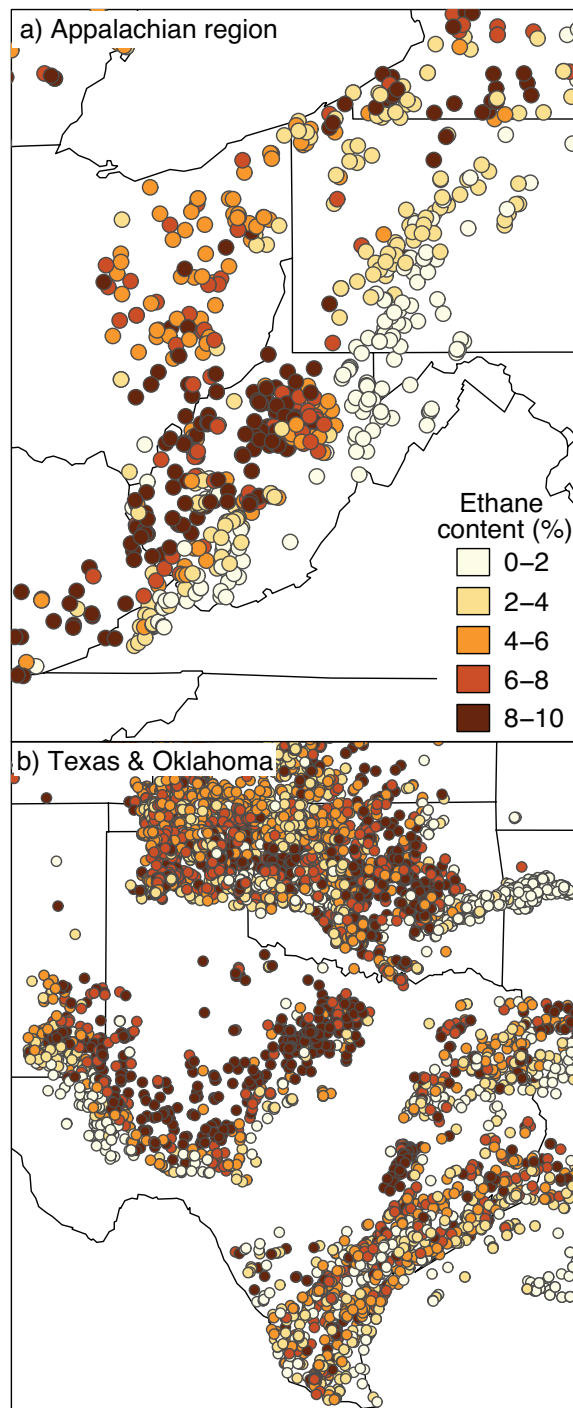 a) Appalachian region
Ethane
content (%)
0−2
2−4
4−6
6−8
8−10
b) Texas & Oklahoma